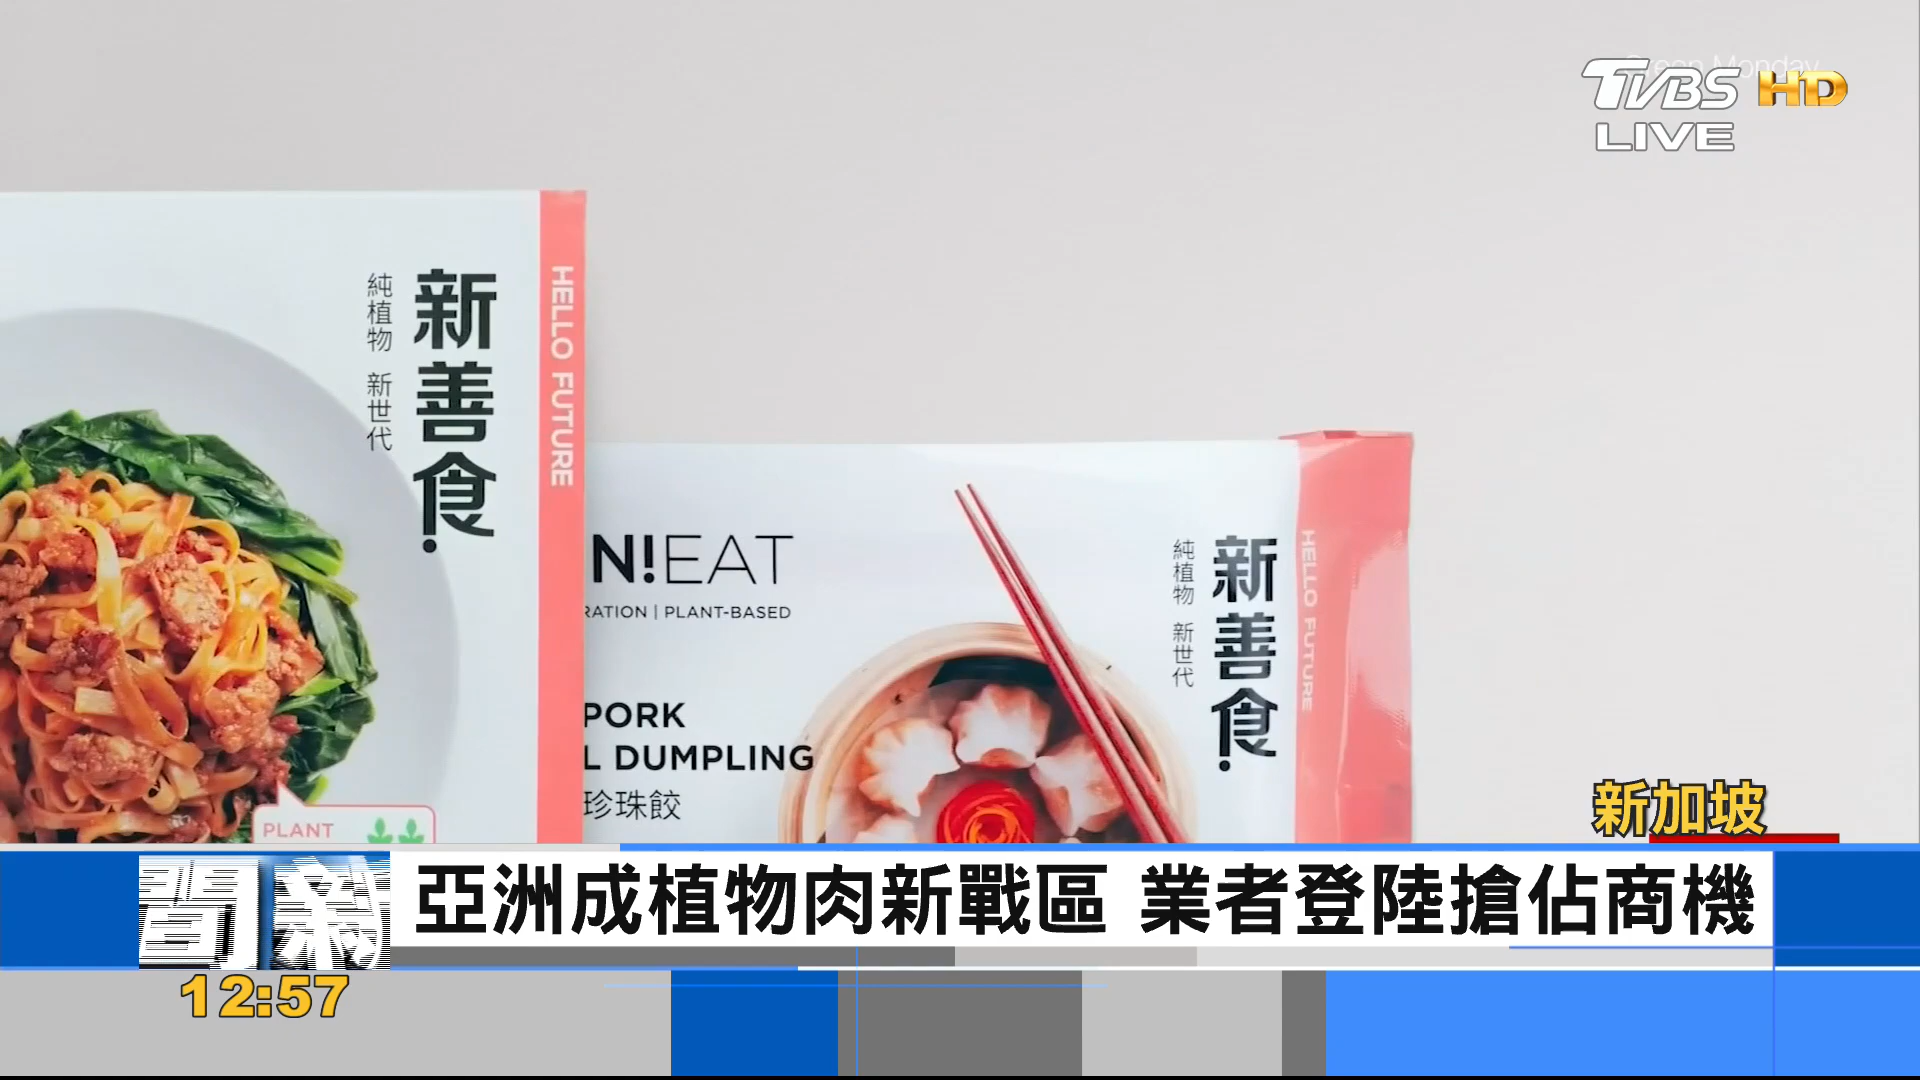 Green Monday
TVBS HD
LIVE
新善食
純植物 新世代
HELLO FUTURE
N!EAT
RATION | PLANT-BASED
PORK
L DUMPLING
珍珠餃
新善食
純植物 新世代
HELLO FUTURE
PLANT
新加坡
亞洲成植物肉新戰區 業者登陸搶佔商機
12:57